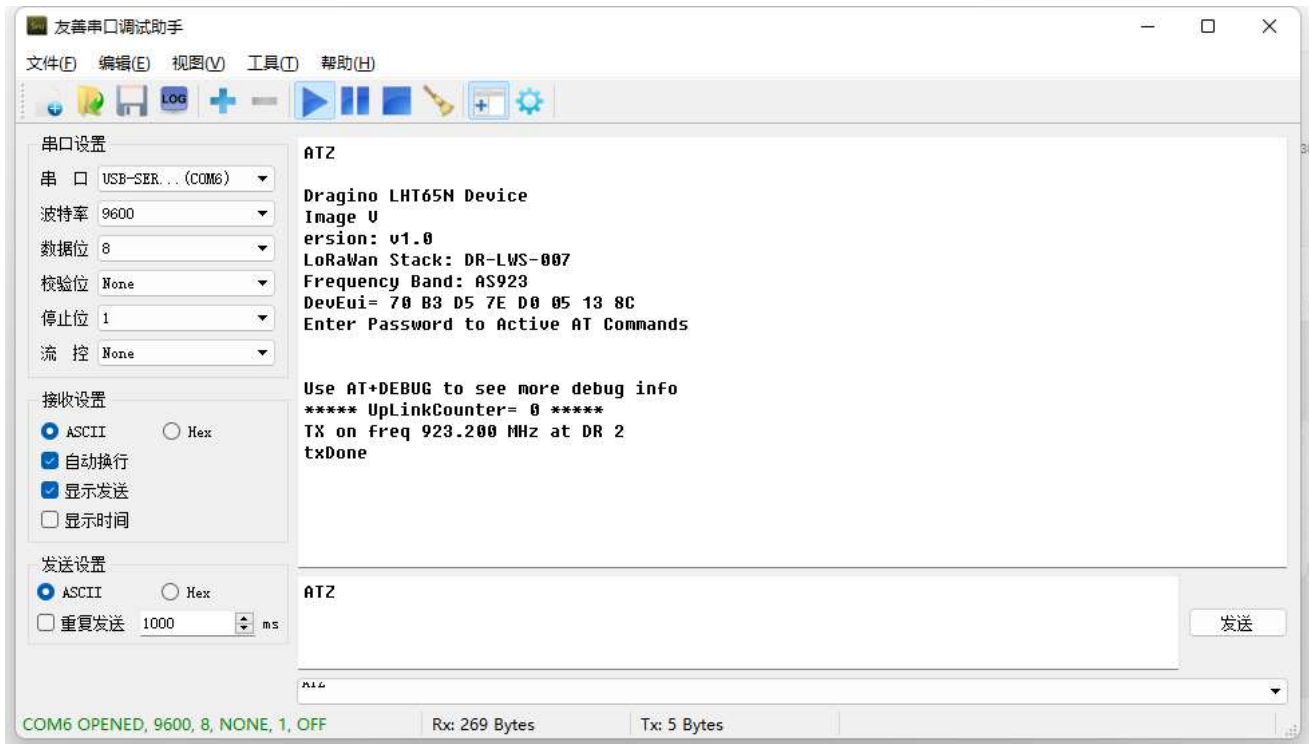 友善串口调试助手
文件(F) 编辑(E) 视图(V) 工具(T) 帮助(H)
LOG
串口设置
串 口 USB-SER...(COM6)
波特率 9600
数据位 8
校验位 None
停止位 1
流 控 None
接收设置
ASCII Hex
自动换行
显示发送
显示时间
发送设置
ASCII Hex
重复发送 1000 ms
ATZ
Dragino LHT65N Device
Image V
ersion: v1.0
LoRaWan Stack: DR-LWS-007
Frequency Band: AS923
DevEui= 70 B3 D5 7E D0 05 13 8C
Enter Password to Active AT Commands
Use AT+DEBUG to see more debug info
***** UpLinkCounter= 0 *****
TX on freq 923.200 MHz at DR 2
txDone
ATZ
发送
ATZ
COM6 OPENED, 9600, 8, NONE, 1, OFF Rx: 269 Bytes Tx: 5 Bytes